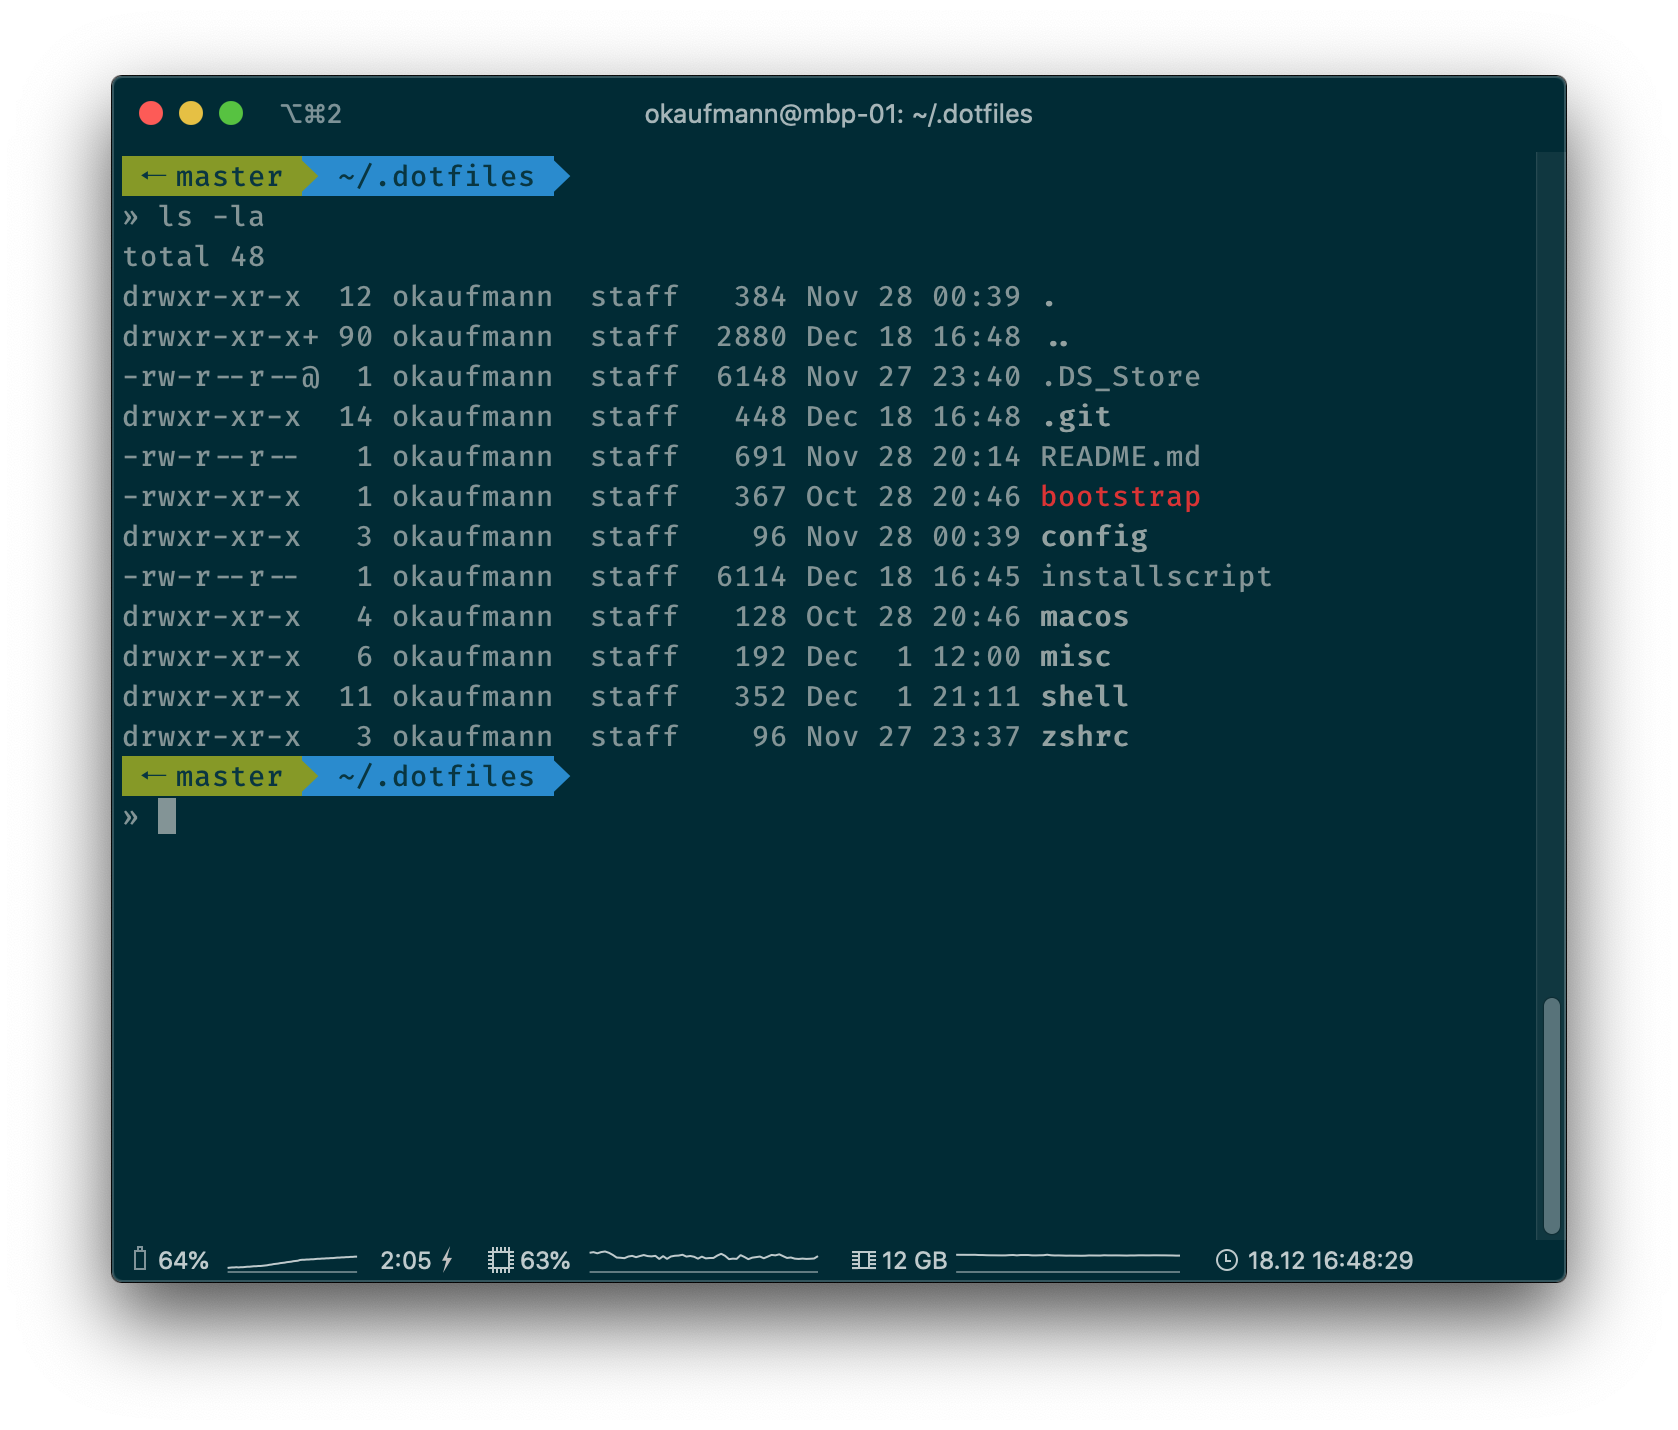 ⌥⌘2 okaufmann@mbp-01: ~/.dotfiles
← master ~/.dotfiles
» ls -la
total 48
drwxr-xr-x  12 okaufmann  staff   384 Nov 28 00:39 .
drwxr-xr-x+ 90 okaufmann  staff  2880 Dec 18 16:48 ..
-rw-r--r--@  1 okaufmann  staff  6148 Nov 27 23:40 .DS_Store
drwxr-xr-x  14 okaufmann  staff   448 Dec 18 16:48 .git
-rw-r--r--   1 okaufmann  staff   691 Nov 28 20:14 README.md
-rwxr-xr-x   1 okaufmann  staff   367 Oct 28 20:46 bootstrap
drwxr-xr-x   3 okaufmann  staff    96 Nov 28 00:39 config
-rw-r--r--   1 okaufmann  staff  6114 Dec 18 16:45 installscript
drwxr-xr-x   4 okaufmann  staff   128 Oct 28 20:46 macos
drwxr-xr-x   6 okaufmann  staff   192 Dec  1 12:00 misc
drwxr-xr-x  11 okaufmann  staff   352 Dec  1 21:11 shell
drwxr-xr-x   3 okaufmann  staff    96 Nov 27 23:37 zshrc
← master ~/.dotfiles
»
64% 2:05 63% 12 GB 18.12 16:48:29